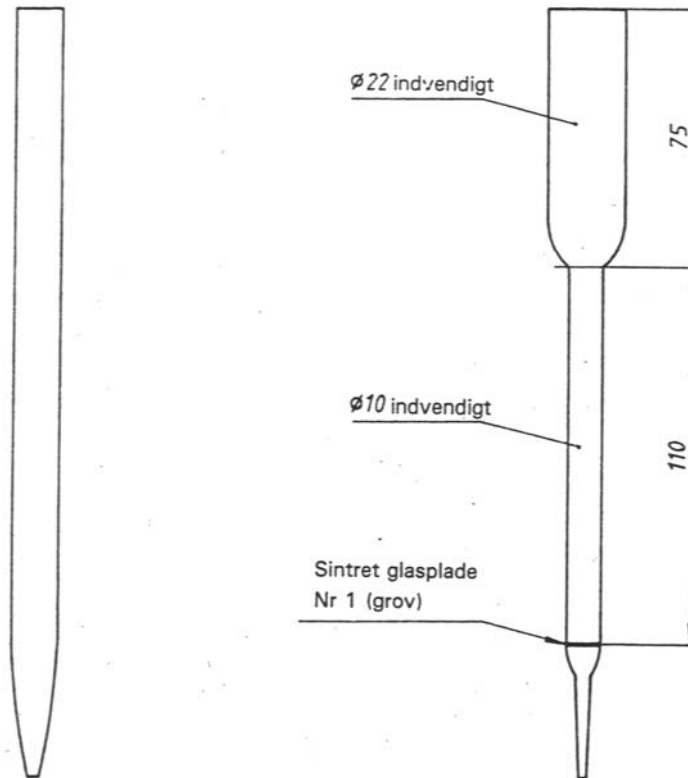 ø22 indvendigt
75
ø10 indvendigt
110
Sintret glasplade
Nr 1 (grov)